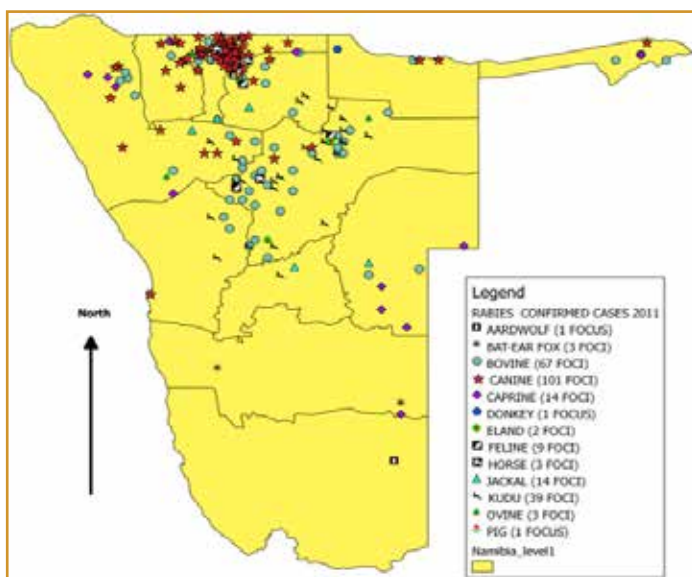 North
Legend
RABIES CONFIRMED CASES 2011
AARDWOLF (1 FOCUS)
BAT-EAR FOX (3 FOCI)
BOVINE (67 FOCI)
CANINE (101 FOCI)
CAPRINE (14 FOCI)
DONKEY (1 FOCUS)
ELAND (2 FOCI)
FELINE (9 FOCI)
HORSE (3 FOCI)
JACKAL (14 FOCI)
KUDU (39 FOCI)
OVINE (3 FOCI)
PIG (1 FOCUS)
Namibia_level1